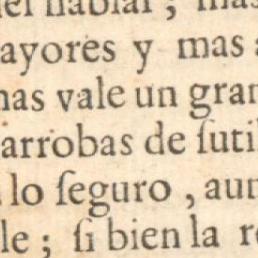 el hablar ; mas
ayores y mas a
mas vale un gran
arrobas de ſutil
lo ſeguro , aun
le ; ſi bien la re